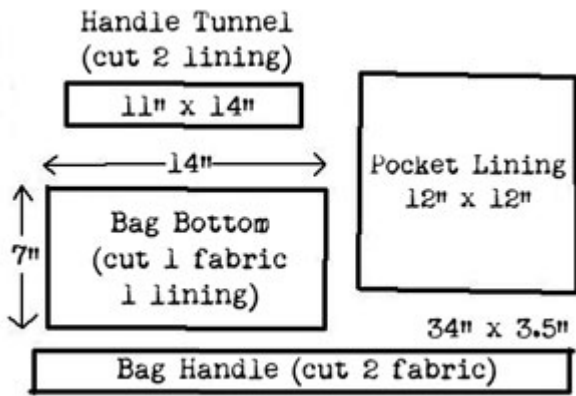 Handle Tunnel
(cut 2 lining)
11" x 14"
14"
Pocket Lining
12" x 12"
7"
Bag Bottom
(cut 1 fabric
1 lining)
34" x 3.5"
Bag Handle (cut 2 fabric)